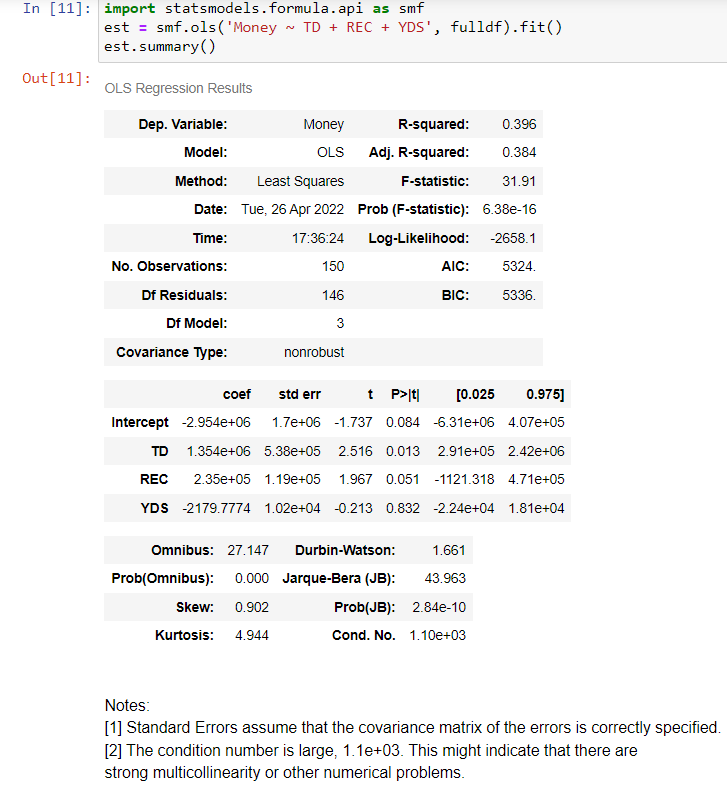 In [11]: import statsmodels.formula.api as smf
est = smf.ols('Money ~ TD + REC + YDS', fulldf).fit()
est.summary()
Out[11]: OLS Regression Results
Dep. Variable: Money R-squared: 0.396
Model: OLS Adj. R-squared: 0.384
Method: Least Squares F-statistic: 31.91
Date: Tue, 26 Apr 2022 Prob (F-statistic): 6.38e-16
Time: 17:36:24 Log-Likelihood: -2658.1
No. Observations: 150 AIC: 5324.
Df Residuals: 146 BIC: 5336.
Df Model: 3
Covariance Type: nonrobust
coef std err t P>|t| [0.025 0.975]
Intercept -2.954e+06 1.7e+06 -1.737 0.084 -6.31e+06 4.07e+05
TD 1.354e+06 5.38e+05 2.516 0.013 2.91e+05 2.42e+06
REC 2.35e+05 1.19e+05 1.967 0.051 -1121.318 4.71e+05
YDS -2179.7774 1.02e+04 -0.213 0.832 -2.24e+04 1.81e+04
Omnibus: 27.147 Durbin-Watson: 1.661
Prob(Omnibus): 0.000 Jarque-Bera (JB): 43.963
Skew: 0.902 Prob(JB): 2.84e-10
Kurtosis: 4.944 Cond. No. 1.10e+03
Notes:
[1] Standard Errors assume that the covariance matrix of the errors is correctly specified.
[2] The condition number is large, 1.1e+03. This might indicate that there are
strong multicollinearity or other numerical problems.